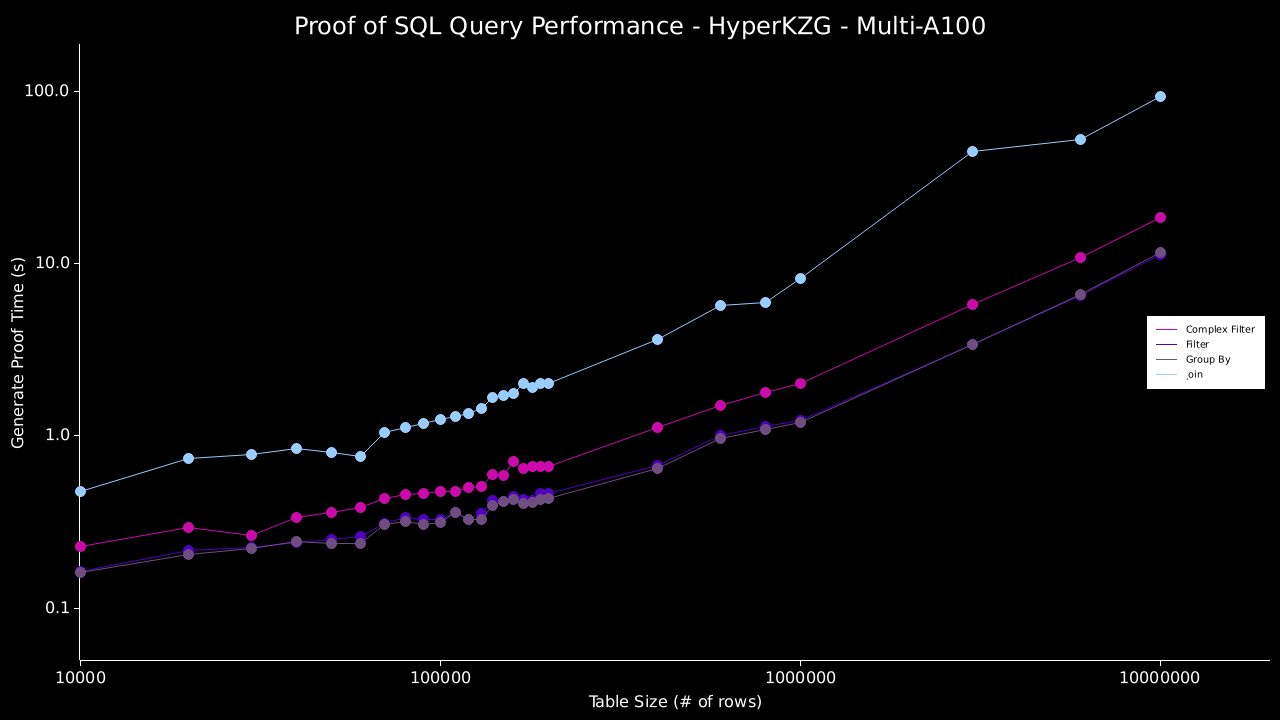 Proof of SQL Query Performance - HyperKZG - Multi-A100
Generate Proof Time (s)
100.0
10.0
1.0
0.1
10000
100000
1000000
10000000
Table Size (# of rows)
Complex Filter
Filter
Group By
Join